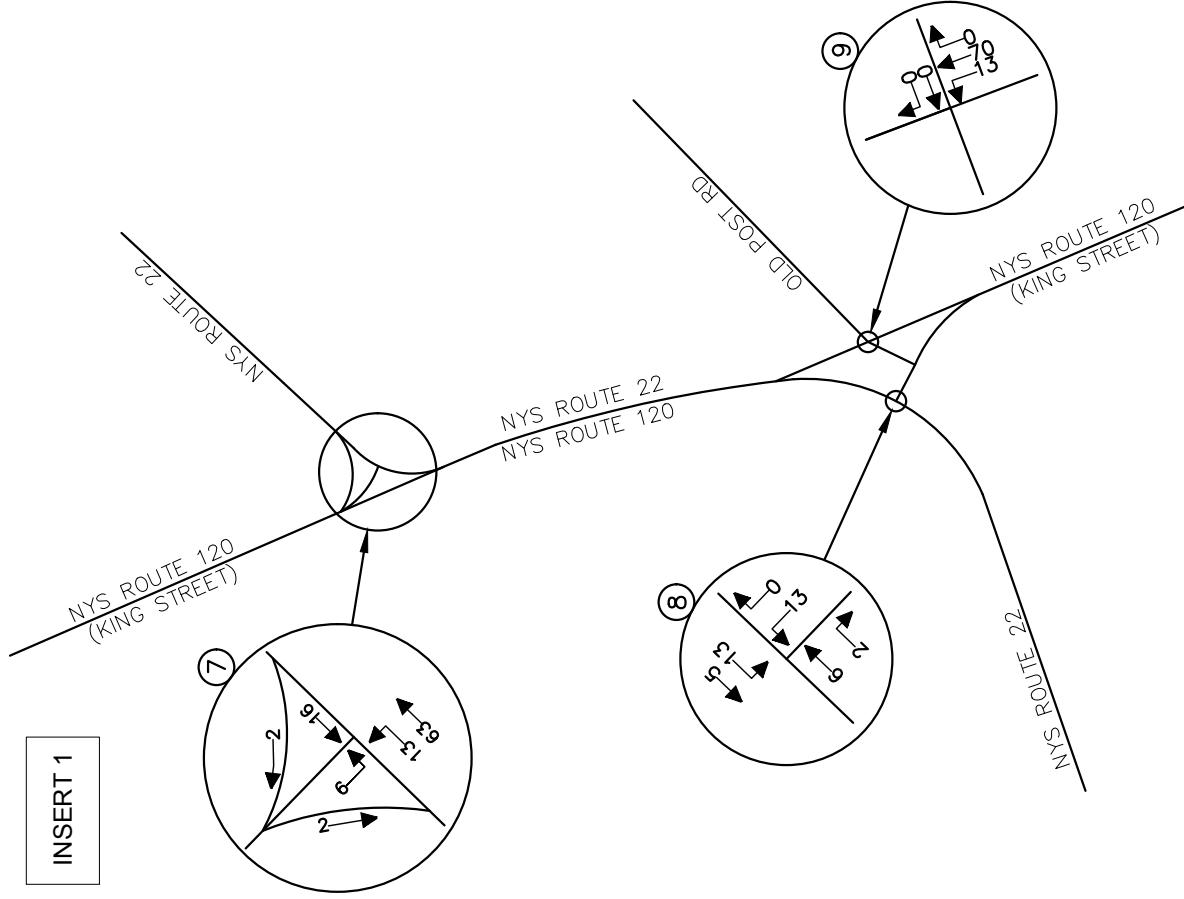 INSERT 1
NYS ROUTE 120
(KING STREET)
NYS ROUTE 22
7
2
16
9
2
13
63
NYS ROUTE 22
NYS ROUTE 120
8
5
13
0
13
6
2
OLD POST RD
9
0
0
0
70
13
NYS ROUTE 120
(KING STREET)
NYS ROUTE 22